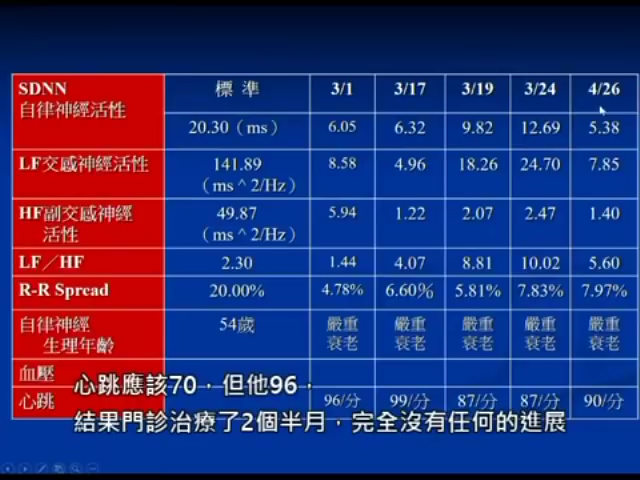 SDNN 標 準 3/1 3/17 3/19 3/24 4/26
自律神經活性 20.30（ms） 6.05 6.32 9.82 12.69 5.38
LF交感神經活性 141.89 8.58 4.96 18.26 24.70 7.85
（ms^2/Hz）
HF副交感神經 49.87 5.94 1.22 2.07 2.47 1.40
活性 （ms^2/Hz）
LF／HF 2.30 1.44 4.07 8.81 10.02 5.60
R-R Spread 20.00% 4.78% 6.60% 5.81% 7.83% 7.97%
自律神經 54歲 嚴重 嚴重 嚴重 嚴重 嚴重
生理年齡 衰老 衰老 衰老 衰老 衰老
血壓
心跳 96/分 99/分 87/分 87/分 90/分
心跳應該70，但他96，
結果門診治療了2個半月，完全沒有任何的進展